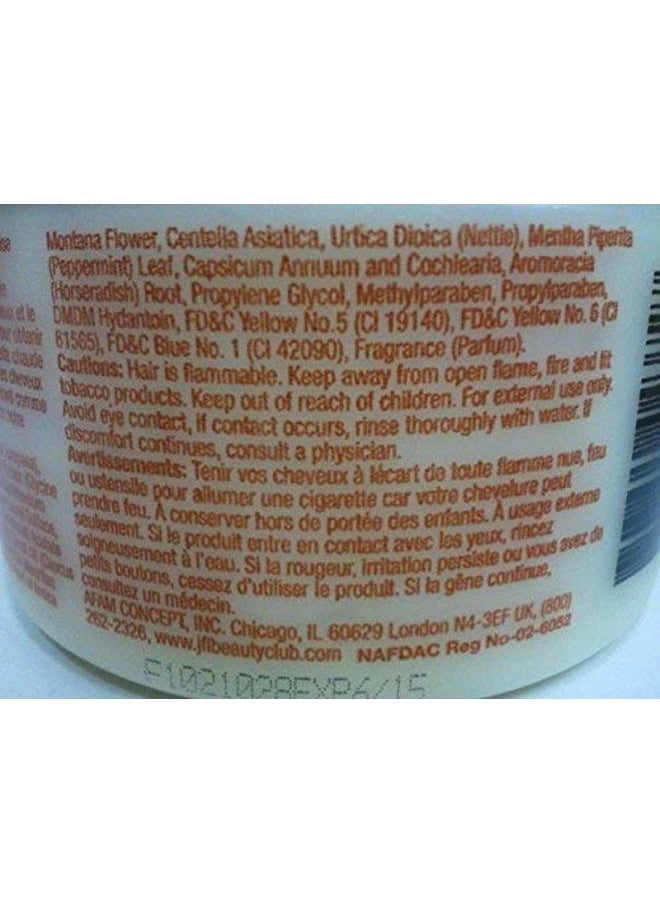 Montana Flower, Centella Asiatica, Urtica Dioica (Nettle), Mentha Piperita
(Peppermint) Leaf, Capsicum Annuum and Cochlearia, Aromoracia
(Horseradish) Root, Propylene Glycol, Methylparaben, Propylparaben,
DMDM Hydantoin, FD&C Yellow No.5 (CI 19140), FD&C Yellow No. 6 (CI
61565), FD&C Blue No. 1 (CI 42090), Fragrance (Parfum).
Cautions: Hair is flammable. Keep away from open flame, fire and lit
tobacco products. Keep out of reach of children. For external use only.
Avoid eye contact, if contact occurs, rinse thoroughly with water. If
discomfort continues, consult a physician.
Avertissements: Tenir vos cheveux à lécart de toute flamme nue, feu
ou ustensile pour allumer une cigarette car votre chevelure peut
prendre feu. À conserver hors de portée des enfants. À usage externe
seulement. Si le produit entre en contact avec les yeux, rincez
soigneusement à l'eau. Si la rougeur, irritation persiste ou vous avez de
petits boutons, cessez d'utiliser le produit. Si la gêne continue,
consultez un médecin.
AFAM CONCEPT, INC. Chicago, IL 60629 London N4-3EF UK, (800)
262-2326, www.jfbeautyclub.com NAFDAC Reg No-02-6052
F1021028EXP6/15